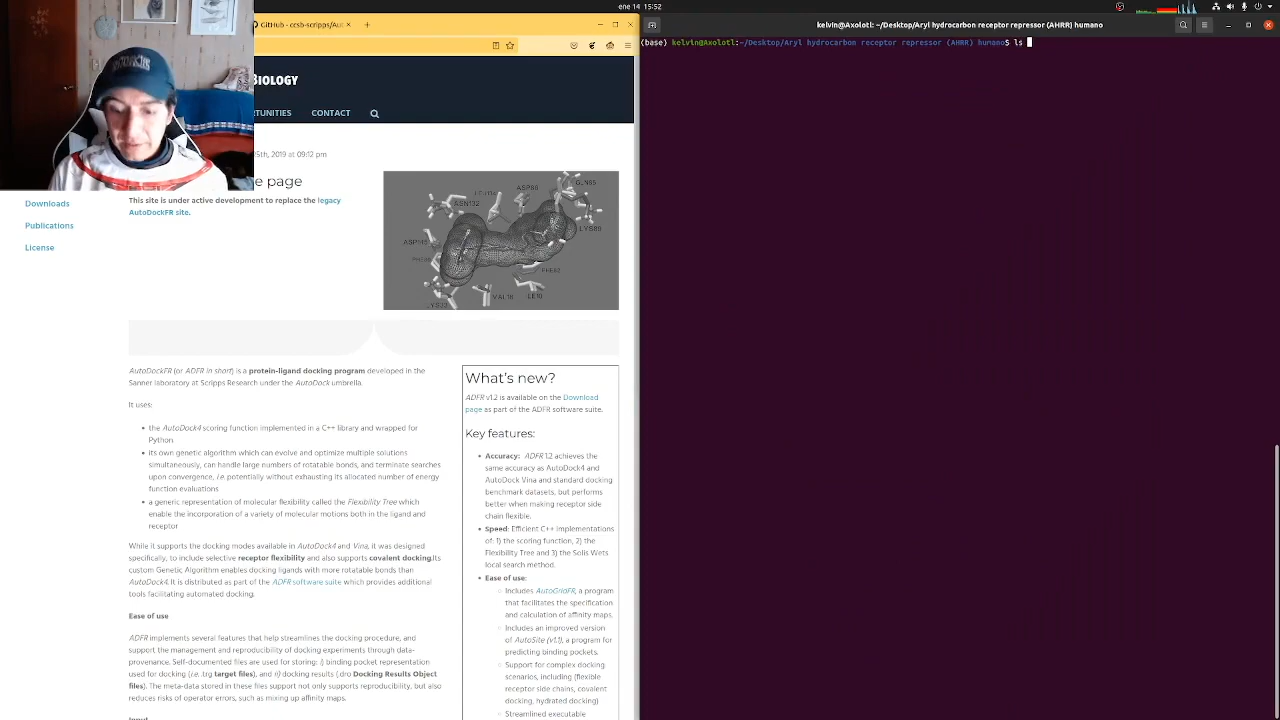 ene 14 15:52
GitHub - ccsb-scripps/Aut
kelvin@Axolotl: ~/Desktop/Aryl hydrocarbon receptor repressor (AHRR) humano
(base) kelvin@Axolotl:~/Desktop/Aryl hydrocarbon receptor repressor (AHRR) humano$ ls
BIOLOGY
CONTACT
15th, 2019 at 09:12 pm
e page
This site is under active development to replace the legacy
AutoDockFR site.
Downloads
Publications
License
ASN132
ASP86
GLN85
LYS89
PHE82
VAL18
AutoDockFR (or ADFR in short) is a protein-ligand docking program developed in the
Sanner laboratory at Scripps Research under the AutoDock umbrella.
It uses:
the AutoDock4 scoring function implemented in a C++ library and wrapped for
Python
its own genetic algorithm which can evolve and optimize multiple solutions
simultaneously, can handle large numbers of rotatable bonds, and terminate searches
upon convergence, i.e. potentially without exhausting its allocated number of energy
function evaluations
a generic representation of molecular flexibility called the Flexibility Tree which
enable the incorporation of a variety of molecular motions both in the ligand and
receptor
While it supports the docking modes available in AutoDock4 and Vina, it was designed
specifically, to include selective receptor flexibility and also supports covalent docking.Its
custom Genetic Algorithm enables docking ligands with more rotatable bonds than
AutoDock4. It is distributed as part of the ADFR software suite which provides additional
tools facilitating automated docking.
Ease of use
ADFR implements several features that help streamlines the docking procedure, and
support the management and reproducibility of docking experiments through data-
provenance. Self-documented files are used for storing: i) binding pocket representation
used for docking (i.e. .trg target files), and ii) docking results (.dro Docking Results Object
files). The meta-data stored in these files support not only supports reproducibility, but also
reduces risks of operator errors, such as mixing up affinity maps.
Input
What's new?
ADFR v1.2 is available on the Download
page as part of the ADFR software suite.
Key features:
Accuracy: ADFR 1.2 achieves the
same accuracy as AutoDock4 and
AutoDock Vina and standard docking
benchmark datasets, but performs
better when making receptor side
chain flexible.
Speed: Efficient C++ implementations
of: 1) the scoring function, 2) the
Flexibility Tree and 3) the Solis Wets
local search method.
Ease of use:
Includes AutoGridFR, a program
that facilitates the specification
and calculation of affinity maps.
Includes an improved version
of AutoSite (v1.1), a program for
predicting binding pockets.
Support for complex docking
scenarios, including (flexible
receptor side chains, covalent
docking, hydrated docking)
Streamlined executable